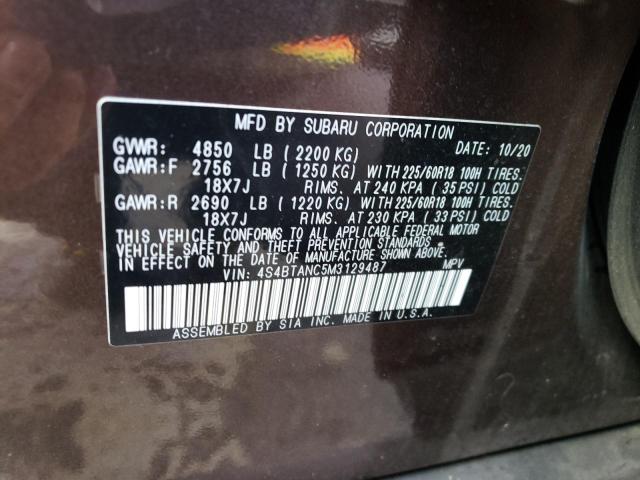 MFD BY SUBARU CORPORATION
GVWR: 4850 LB ( 2200 KG) DATE: 10/20
GAWR: F 2756 LB ( 1250 KG) WITH 225/60R18 100H TIRES.
18X7J RIMS. AT 240 KPA ( 35 PSI) COLD
GAWR: R 2690 LB ( 1220 KG) WITH 225/60R18 100H TIRES.
18X7J RIMS. AT 230 KPA ( 33 PSI) COLD
THIS VEHICLE CONFORMS TO ALL APPLICABLE FEDERAL MOTOR
VEHICLE SAFETY AND THEFT PREVENTION STANDARDS
IN EFFECT ON THE DATE OF MANUFACTURE SHOWN ABOVE.
VIN: 4S4BTANC5M3129487 MPV
ASSEMBLED BY SIA INC. MADE IN U.S.A.